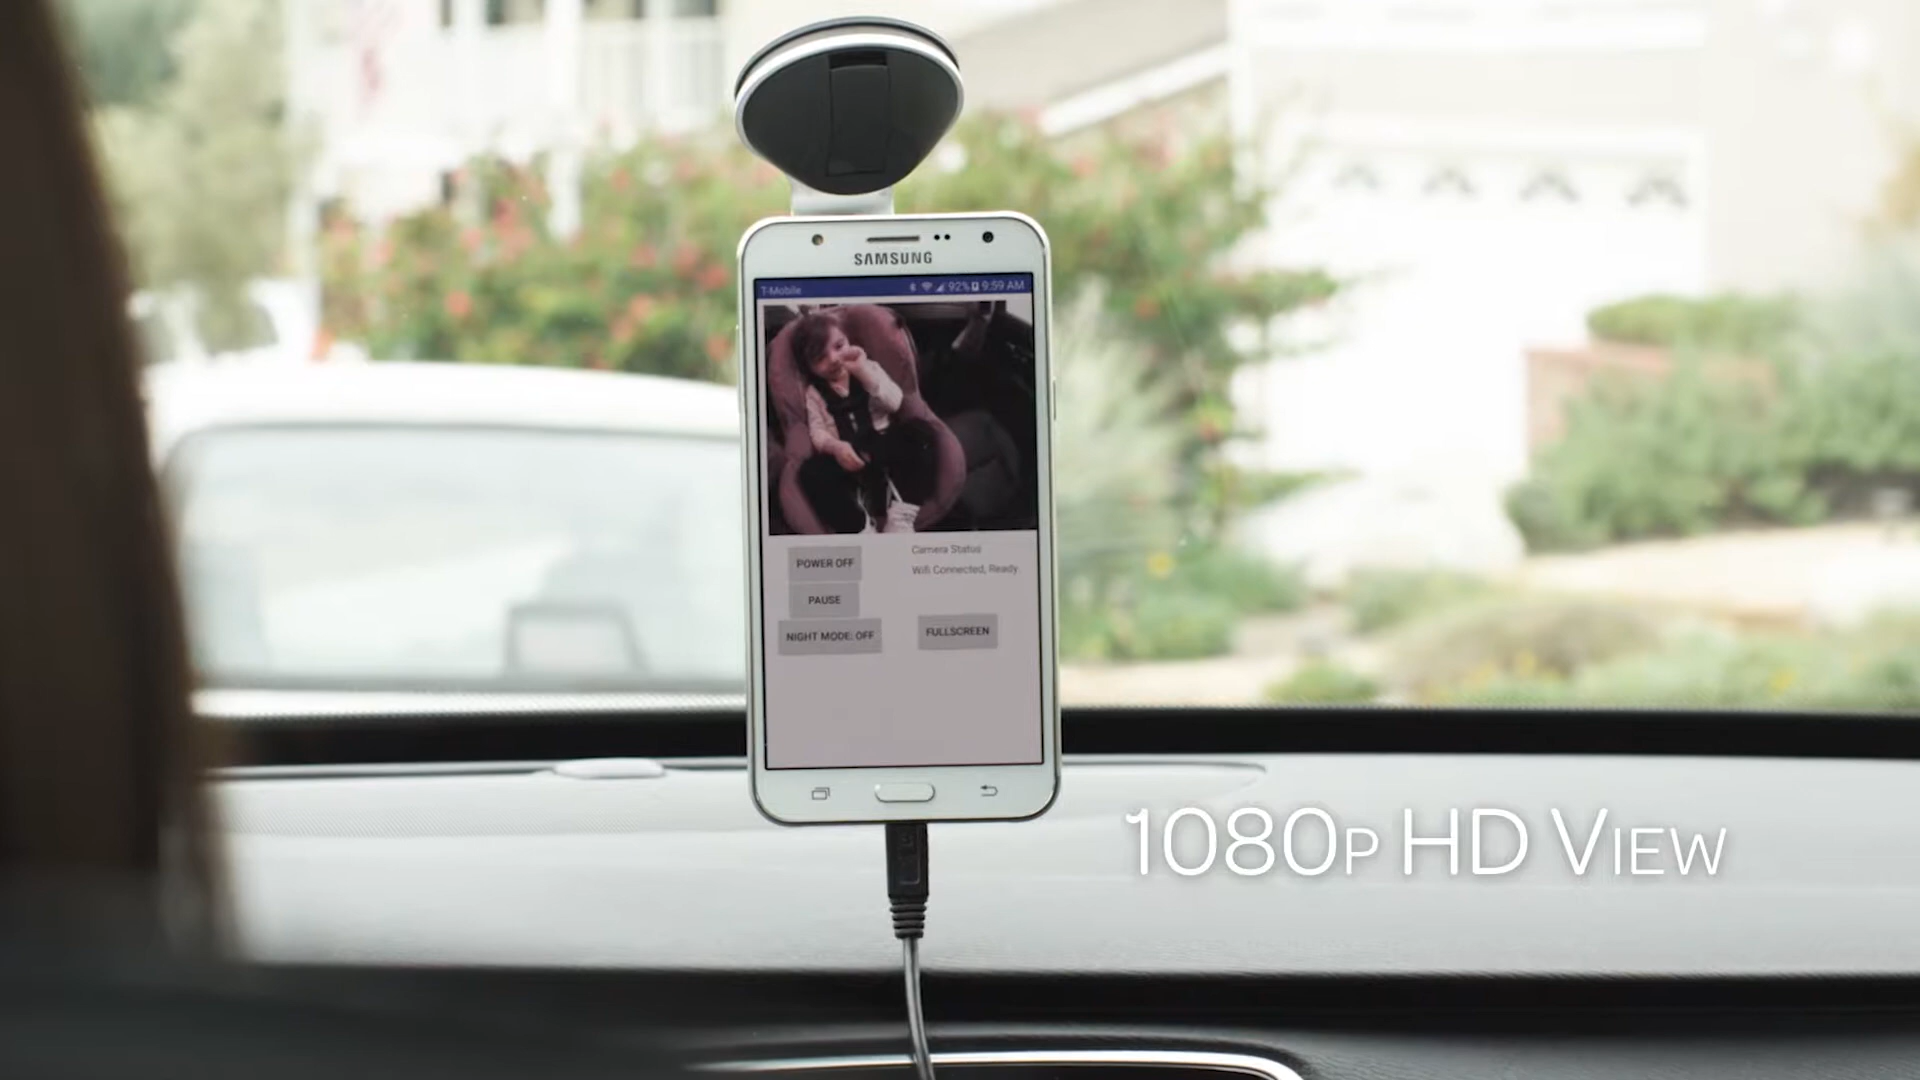 SAMSUNG
T-Mobile 92% 9:59 AM
POWER OFF
Camera Status
Wifi Connected, Ready
PAUSE
NIGHT MODE: OFF
FULLSCREEN
1080P HD VIEW